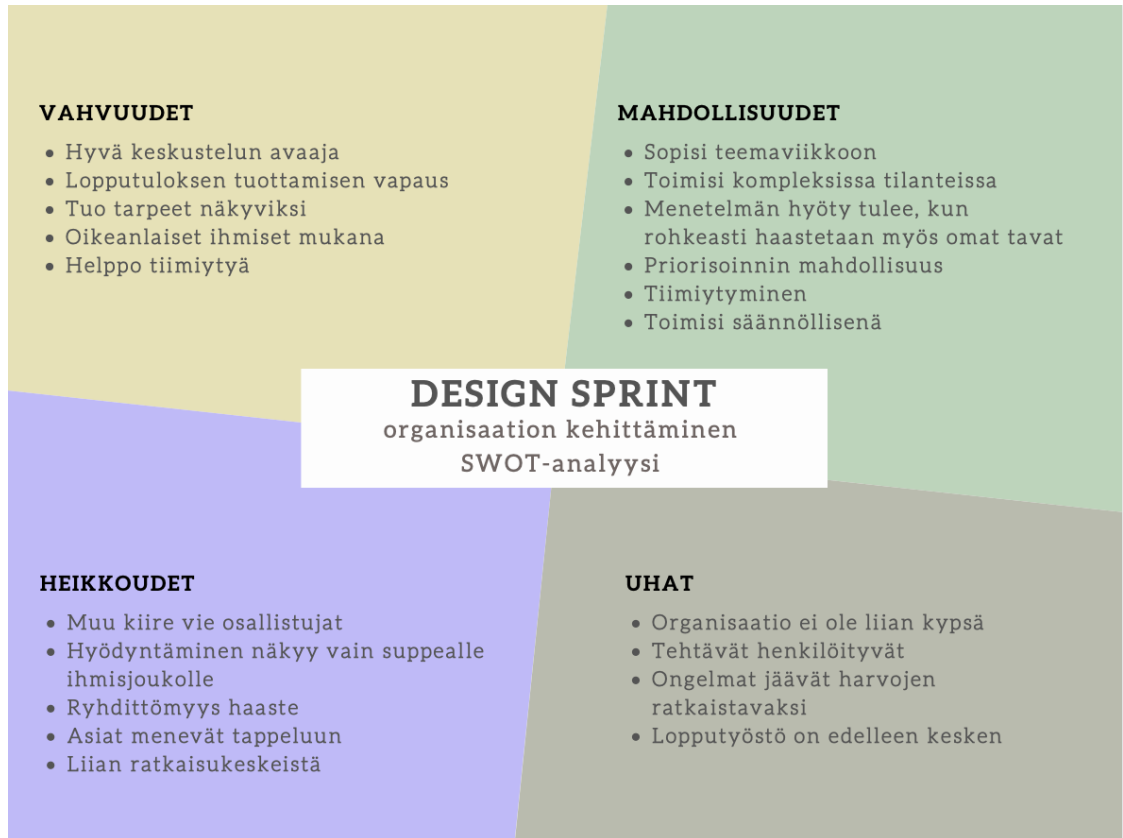 VAHVUUDET
• Hyvä keskustelun avaaja
• Lopputuloksen tuottamisen vapaus
• Tuo tarpeet näkyviksi
• Oikeanlaiset ihmiset mukana
• Helppo tiimiytyä
MAHDOLLISUUDET
• Sopisi teemaviikkoon
• Toimisi kompleksissa tilanteissa
• Menetelmän hyöty tulee, kun
rohkeasti haastetaan myös omat tavat
• Priorisoinnin mahdollisuus
• Tiimiytyminen
• Toimisi säännöllisenä
DESIGN SPRINT
organisaation kehittäminen
SWOT-analyysi
HEIKKOUDET
• Muu kiire vie osallistujat
• Hyödyntäminen näkyy vain suppealle
ihmisjoukolle
• Ryhdittömyys haaste
• Asiat menevät tappeluun
• Liian ratkaisukeskeistä
UHAT
• Organisaatio ei ole liian kypsä
• Tehtävät henkilöityvät
• Ongelmat jäävät harvojen
ratkaistavaksi
• Lopputyöstö on edelleen kesken